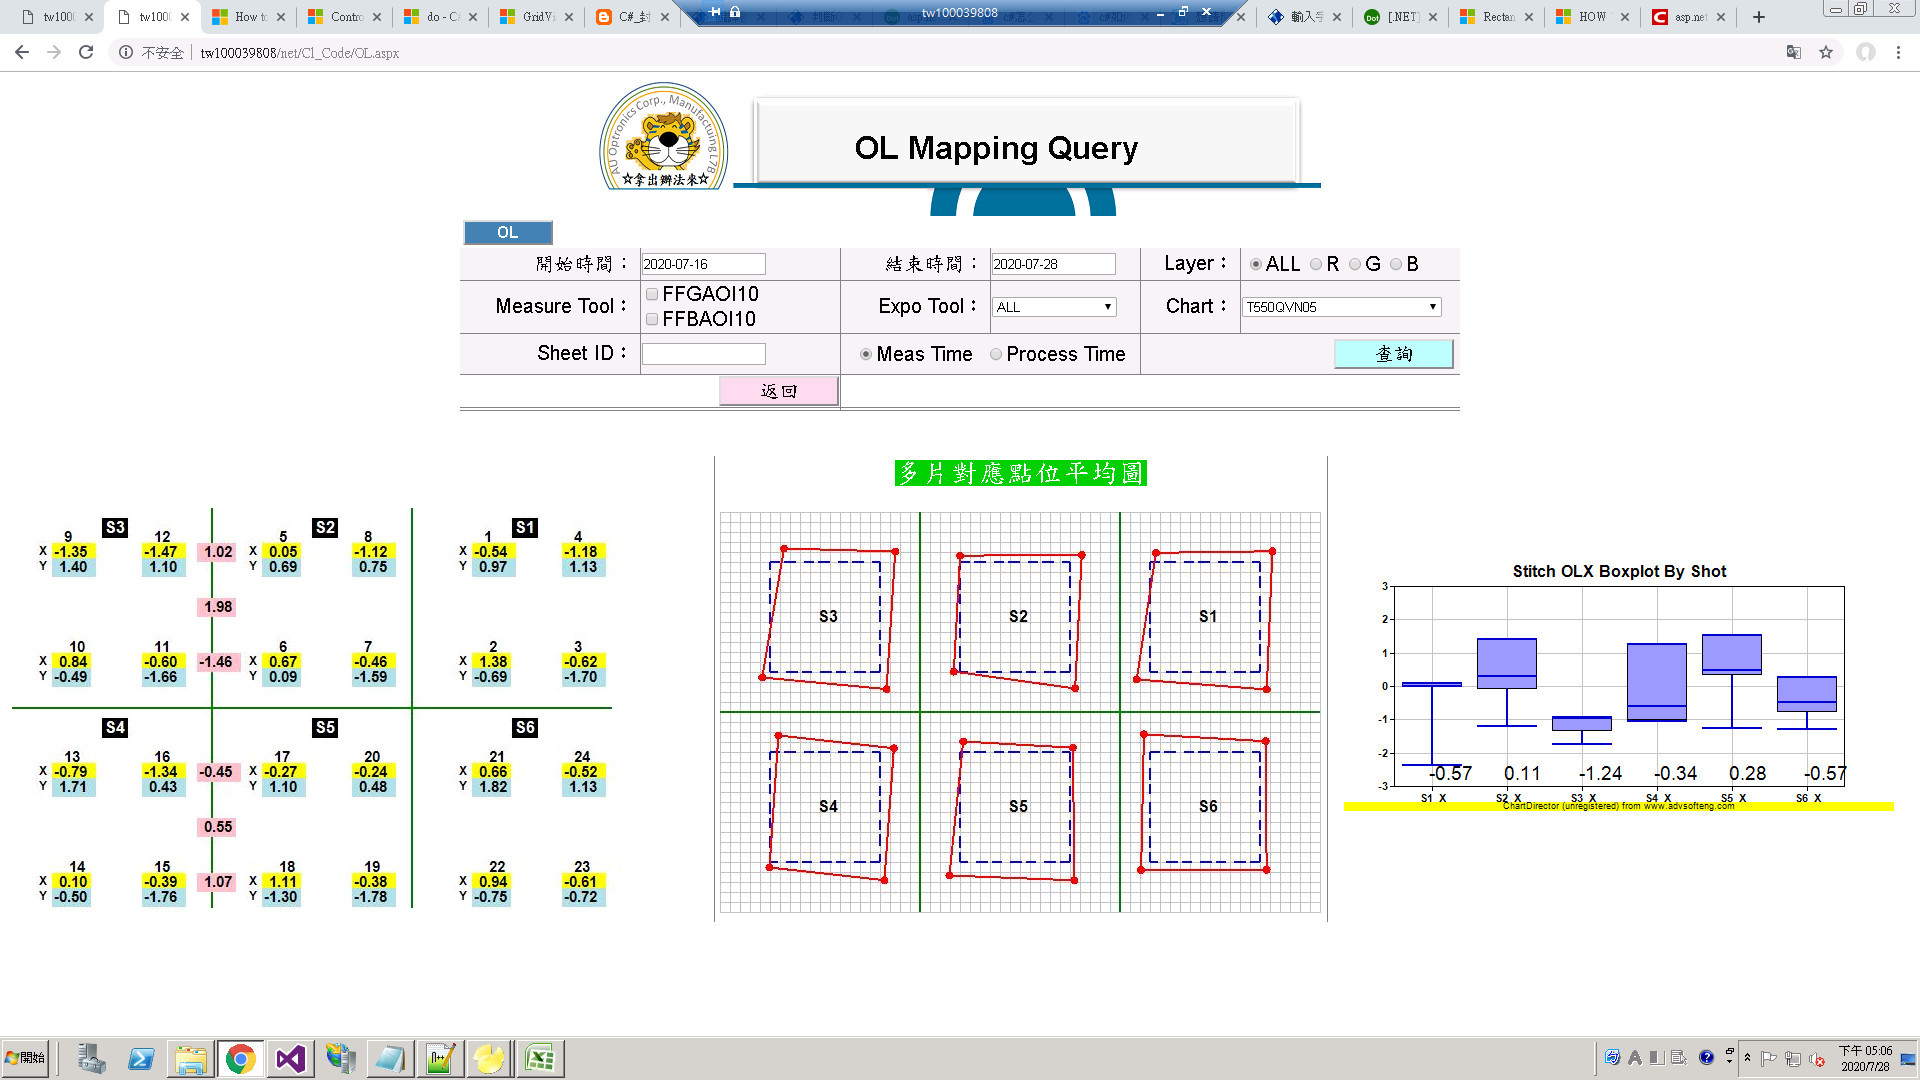 tw100
tw100
How to
Contro
do - C#
GridVi
C#_封
tw100039808
輸入字
[.NET]
Rectan
HOW
asp.net
不安全
tw100039808/net/Cl_Code/OL.aspx
AU Optronics Corp., Manufactuing L7B
☆拿出辦法來☆
OL Mapping Query
OL
開始時間：
2020-07-16
結束時間：
2020-07-28
Layer：
ALL R G B
Measure Tool：
FFGAOI10
FFBAOI10
Expo Tool：
ALL
Chart：
T550QVN05
Sheet ID：
Meas Time Process Time
查詢
返回
S3 S2 S1
9 12 5 8 1 4
X -1.35 -1.47 1.02 X 0.05 -1.12 X -0.54 -1.18
Y 1.40 1.10 Y 0.69 0.75 Y 0.97 1.13
1.98
10 11 6 7 2 3
X 0.84 -0.60 -1.46 X 0.67 -0.46 X 1.38 -0.62
Y -0.49 -1.66 Y 0.09 -1.59 Y -0.69 -1.70
S4 S5 S6
13 16 17 20 21 24
X -0.79 -1.34 -0.45 X -0.27 -0.24 X 0.66 -0.52
Y 1.71 0.43 Y 1.10 0.48 Y 1.82 1.13
0.55
14 15 18 19 22 23
X 0.10 -0.39 1.07 X 1.11 -0.38 X 0.94 -0.61
Y -0.50 -1.76 Y -1.30 -1.78 Y -0.75 -0.72
多片對應點位平均圖
S3 S2 S1
S4 S5 S6
Stitch OLX Boxplot By Shot
3
2
1
0
-1
-2
-3
-0.57 0.11 -1.24 -0.34 0.28 -0.57
S1_X S2_X S3_X S4_X S5_X S6_X
ChartDirector (unregistered) from www.advsofteng.com
開始
下午 05:06
2020/7/28